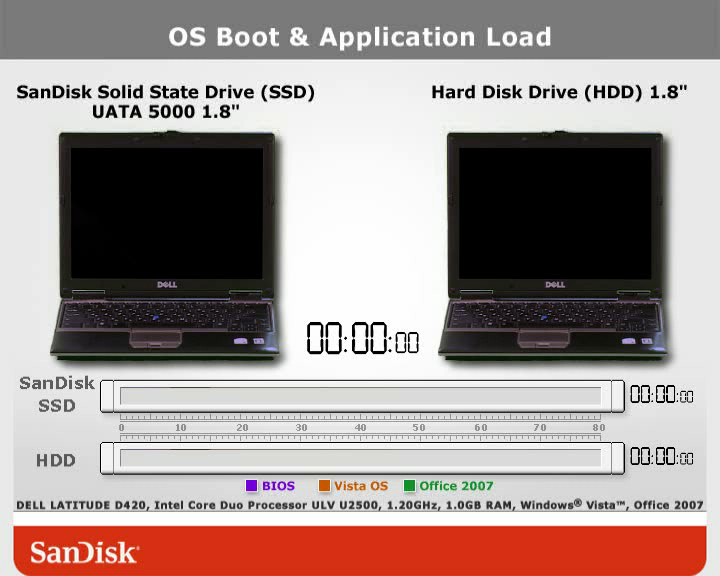 OS Boot & Application Load
SanDisk Solid State Drive (SSD)
UATA 5000 1.8"
Hard Disk Drive (HDD) 1.8"
DELL
DELL
00:00:00
SanDisk
SSD
00:00:00
0 10 20 30 40 50 60 70 80
HDD
00:00:00
BIOS Vista OS Office 2007
DELL LATITUDE D420, Intel Core Duo Processor ULV U2500, 1.20GHz, 1.0GB RAM, Windows® Vista™, Office 2007
SanDisk®